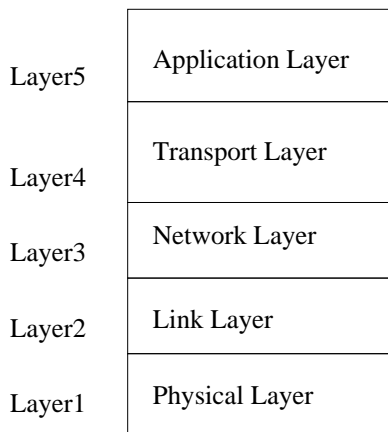 Application Layer
Layer5
Transport Layer
Layer4
Network Layer
Layer3
Link Layer
Layer2
Physical Layer
Layer1